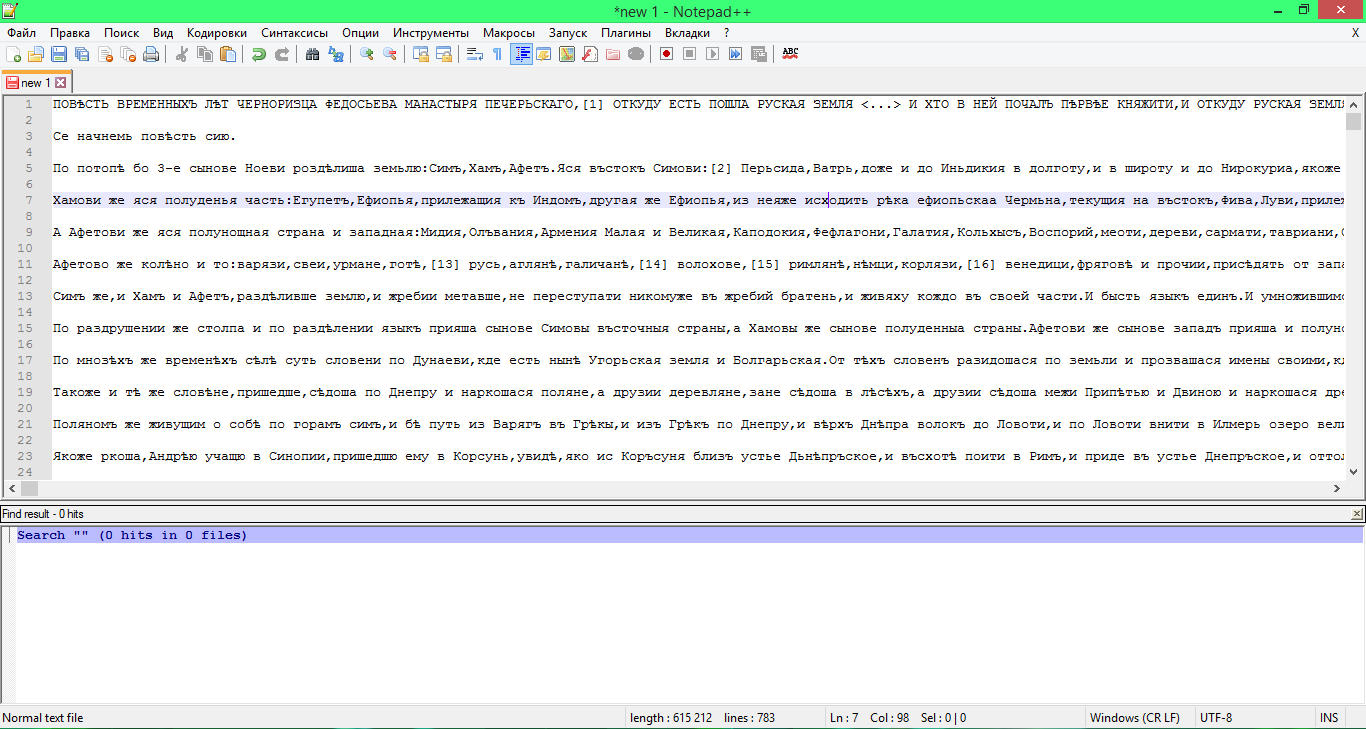 *new 1 - Notepad++
Файл Правка Поиск Вид Кодировки Синтаксисы Опции Инструменты Макросы Запуск Плагины Вкладки ? X
new 1
1 ПОВѢСТЬ ВРЕМЕННЫХЪ ЛѢТ ЧЕРНОРИЗЦА ФЕДОСЬЕВА МАНАСТЫРЯ ПЕЧЕРЬСКАГО,[1] ОТКУДУ ЕСТЬ ПОШЛА РУСКАЯ ЗЕМЛЯ <...> И ХТО В НЕЙ ПОЧАЛЪ ПѢРВѢЕ КНЯЖИТИ,И ОТКУДУ РУСКАЯ ЗЕМЛЯ
2
3 Се начнемь повѣсть сию.
4
5 По потопѣ бо 3-е сынове Ноеви роздѣлиша земьлю:Симъ,Хамъ,Афетъ.Яся въстокъ Симови:[2] Перьсида,Ватрь,доже и до Иньдикия в долготу,и в широту и до Нирокуриа,якоже
6
7 Хамови же яся полуденья часть:Егупетъ,Ефиопья,прилежащия къ Индомъ,другая же Ефиопья,из неяже исходить рѣка ефиопьскаа Чермьна,текущия на въстокъ,Фива,Луви,прилеж
8
9 А Афетови же яся полунощная страна и западная:Мидия,Олъвания,Армения Малая и Великая,Каподокия,Фефлагони,Галатия,Кольхысъ,Воспорий,меоти,дереви,сармати,тавриани,С
10
11 Афетово же колѣно и то:варязи,свеи,урмане,готѣ,[13] русь,аглянѣ,галичанѣ,[14] волохове,[15] римлянѣ,нѣмци,корлязи,[16] венедици,фряговѣ и прочии,присѣдять от запа
12
13 Симъ же,и Хамъ и Афетъ,раздѣливше землю,и жребии метавше,не переступати никомуже въ жребий братень,и живяху кождо въ своей части.И бысть языкъ единъ.И умножившимс
14
15 По раздрушении же столпа и по раздѣлении языкъ прияша сынове Симовы въсточныя страны,а Хамовы же сынове полуденныа страны.Афетови же сынове западъ прияша и полуно
16
17 По мнозѣхъ же временѣхъ сѣлѣ суть словени по Дунаеви,кде есть нынѣ Угорьская земля и Болгарьская.От тѣхъ словенъ разидошася по земьли и прозвашася имены своими,кд
18
19 Такоже и тѣ же словѣне,пришедше,сѣдоша по Днепру и наркошася поляне,а друзии деревляне,зане сѣдоша в лѣсѣхъ,а друзии сѣдоша межи Припѣтью и Двиною и наркошася дре
20
21 Поляномъ же живущим о собѣ по горамъ симъ,и бѣ путь из Варягъ въ Грѣкы,и изъ Грѣкъ по Днепру,и вѣрхъ Днѣпра волокъ до Ловоти,и по Ловоти внити в Илмерь озеро вели
22
23 Якоже ркоша,Андрѣю учащю в Синопии,пришедшю ему в Корсунь,увидѣ,яко ис Коръсуня близъ устье Дьнѣпръское,и въсхотѣ поити в Римъ,и приде въ устье Днепръское,и оттол
24
Find result - 0 hits
Search "" (0 hits in 0 files)
Normal text file length : 615 212 lines : 783 Ln : 7 Col : 98 Sel : 0 | 0 Windows (CR LF) UTF-8 INS